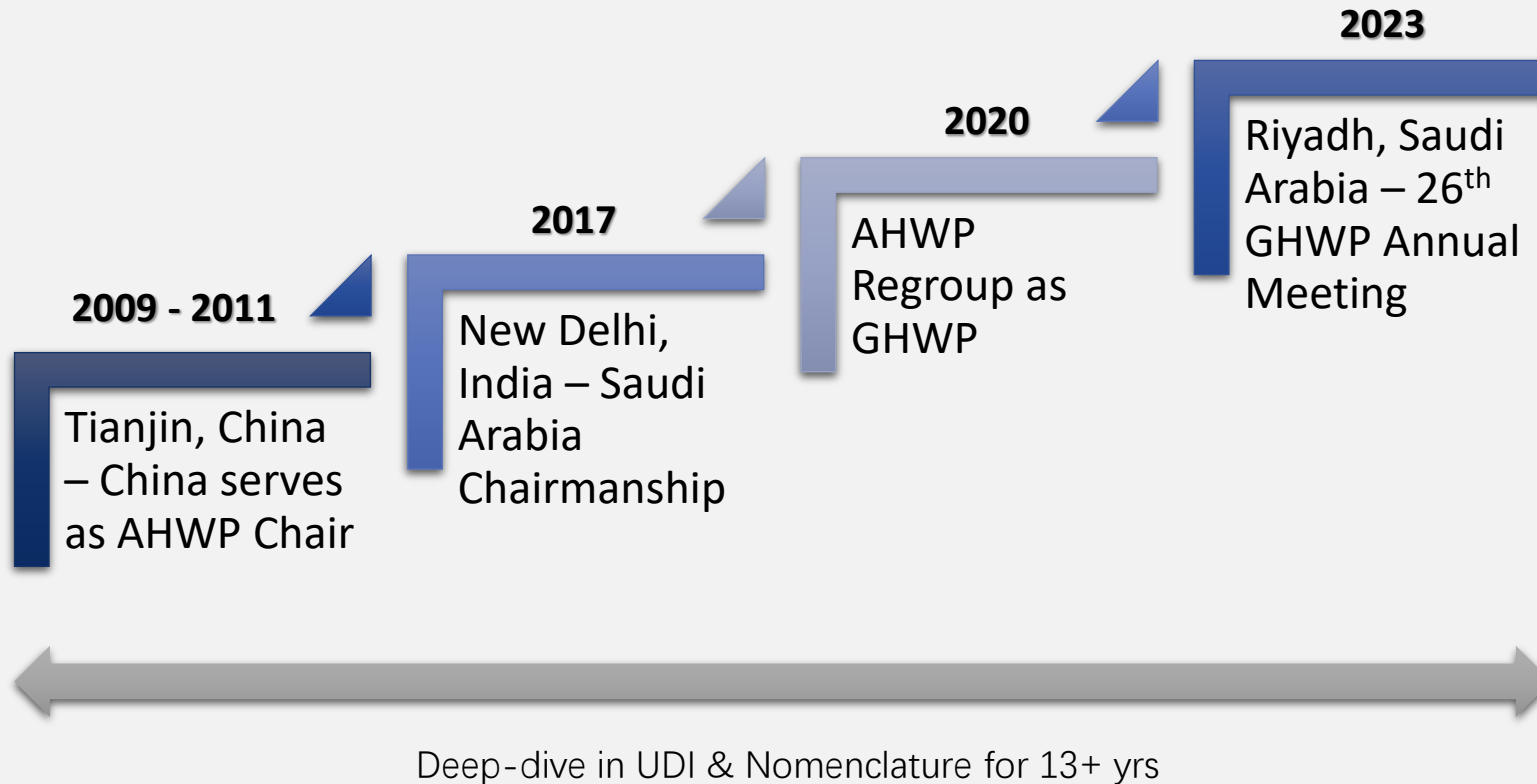 2009 - 2011
Tianjin, China
– China serves
as AHWP Chair
2017
New Delhi,
India – Saudi
Arabia
Chairmanship
2020
AHWP
Regroup as
GHWP
2023
Riyadh, Saudi
Arabia – 26th
GHWP Annual
Meeting
Deep-dive in UDI & Nomenclature for 13+ yrs